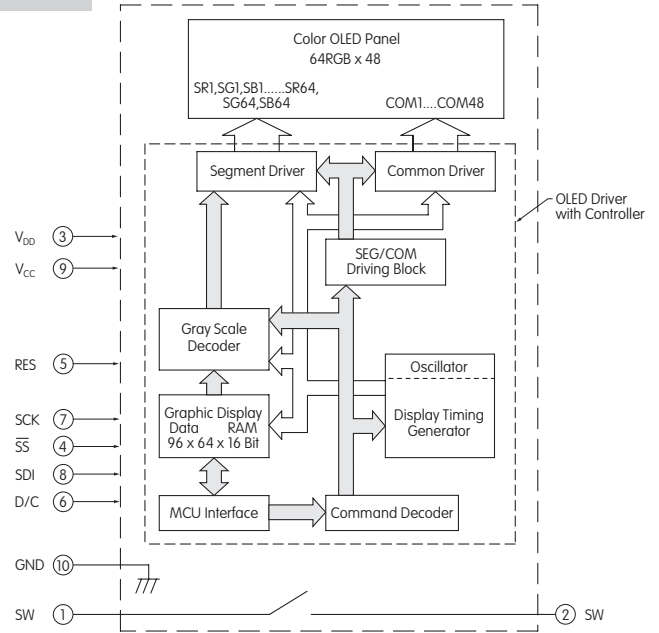 Color OLED Panel
64RGB x 48
SR1,SG1,SB1......SR64,
SG64,SB64
COM1....COM48
Segment Driver
Common Driver
OLED Driver
with Controller
V_DD 3
V_CC 9
SEG/COM
Driving Block
Gray Scale
Decoder
RES 5
Oscillator
SCK 7
Graphic Display
Data RAM
96 x 64 x 16 Bit
Display Timing
Generator
S̅S̅ 4
SDI 8
D/C 6
MCU Interface
Command Decoder
GND 10
SW 1
2 SW